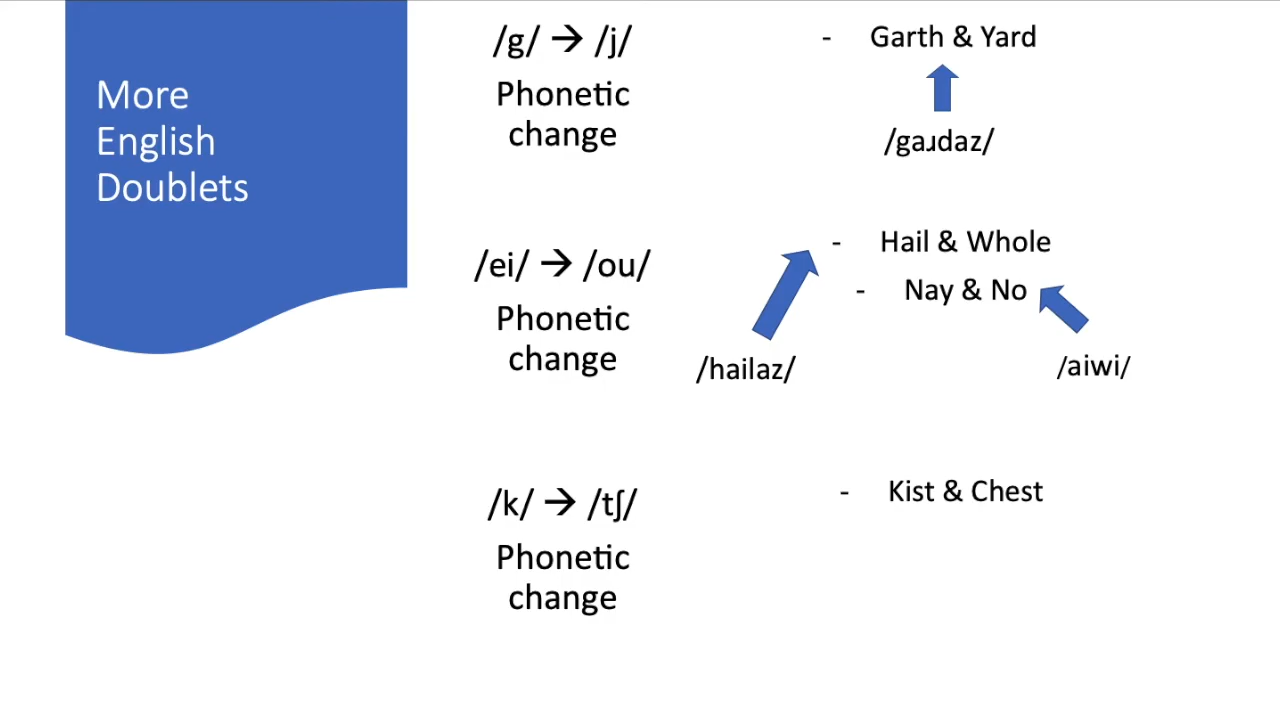 More
English
Doublets
/g/ → /j/
Phonetic
change
- Garth & Yard
/gaɹdaz/
/ei/ → /ou/
Phonetic
change
- Hail & Whole
- Nay & No
/hailaz/
/aiwi/
/k/ → /tʃ/
Phonetic
change
- Kist & Chest